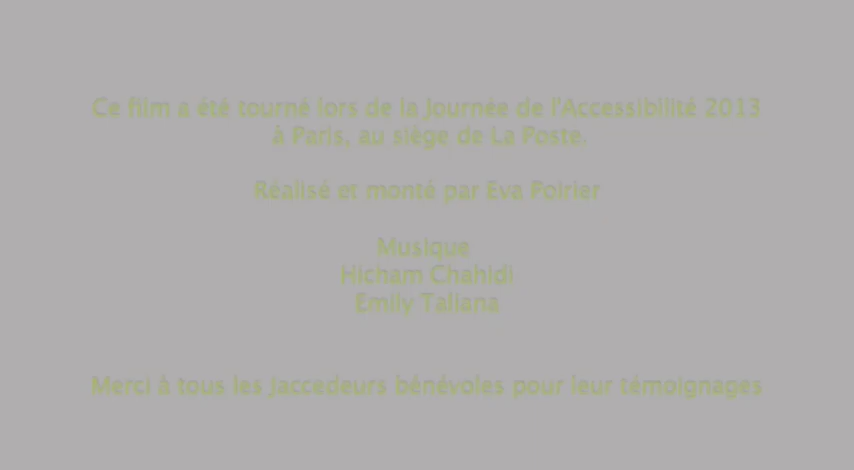 Ce film a été tourné lors de la Journée de l'Accessibilité 2013
à Paris, au siège de La Poste.
Réalisé et monté par Eva Poirier
Musique
Hicham Chahidi
Emily Taliana
Merci à tous les Jaccedeurs bénévoles pour leur témoignages